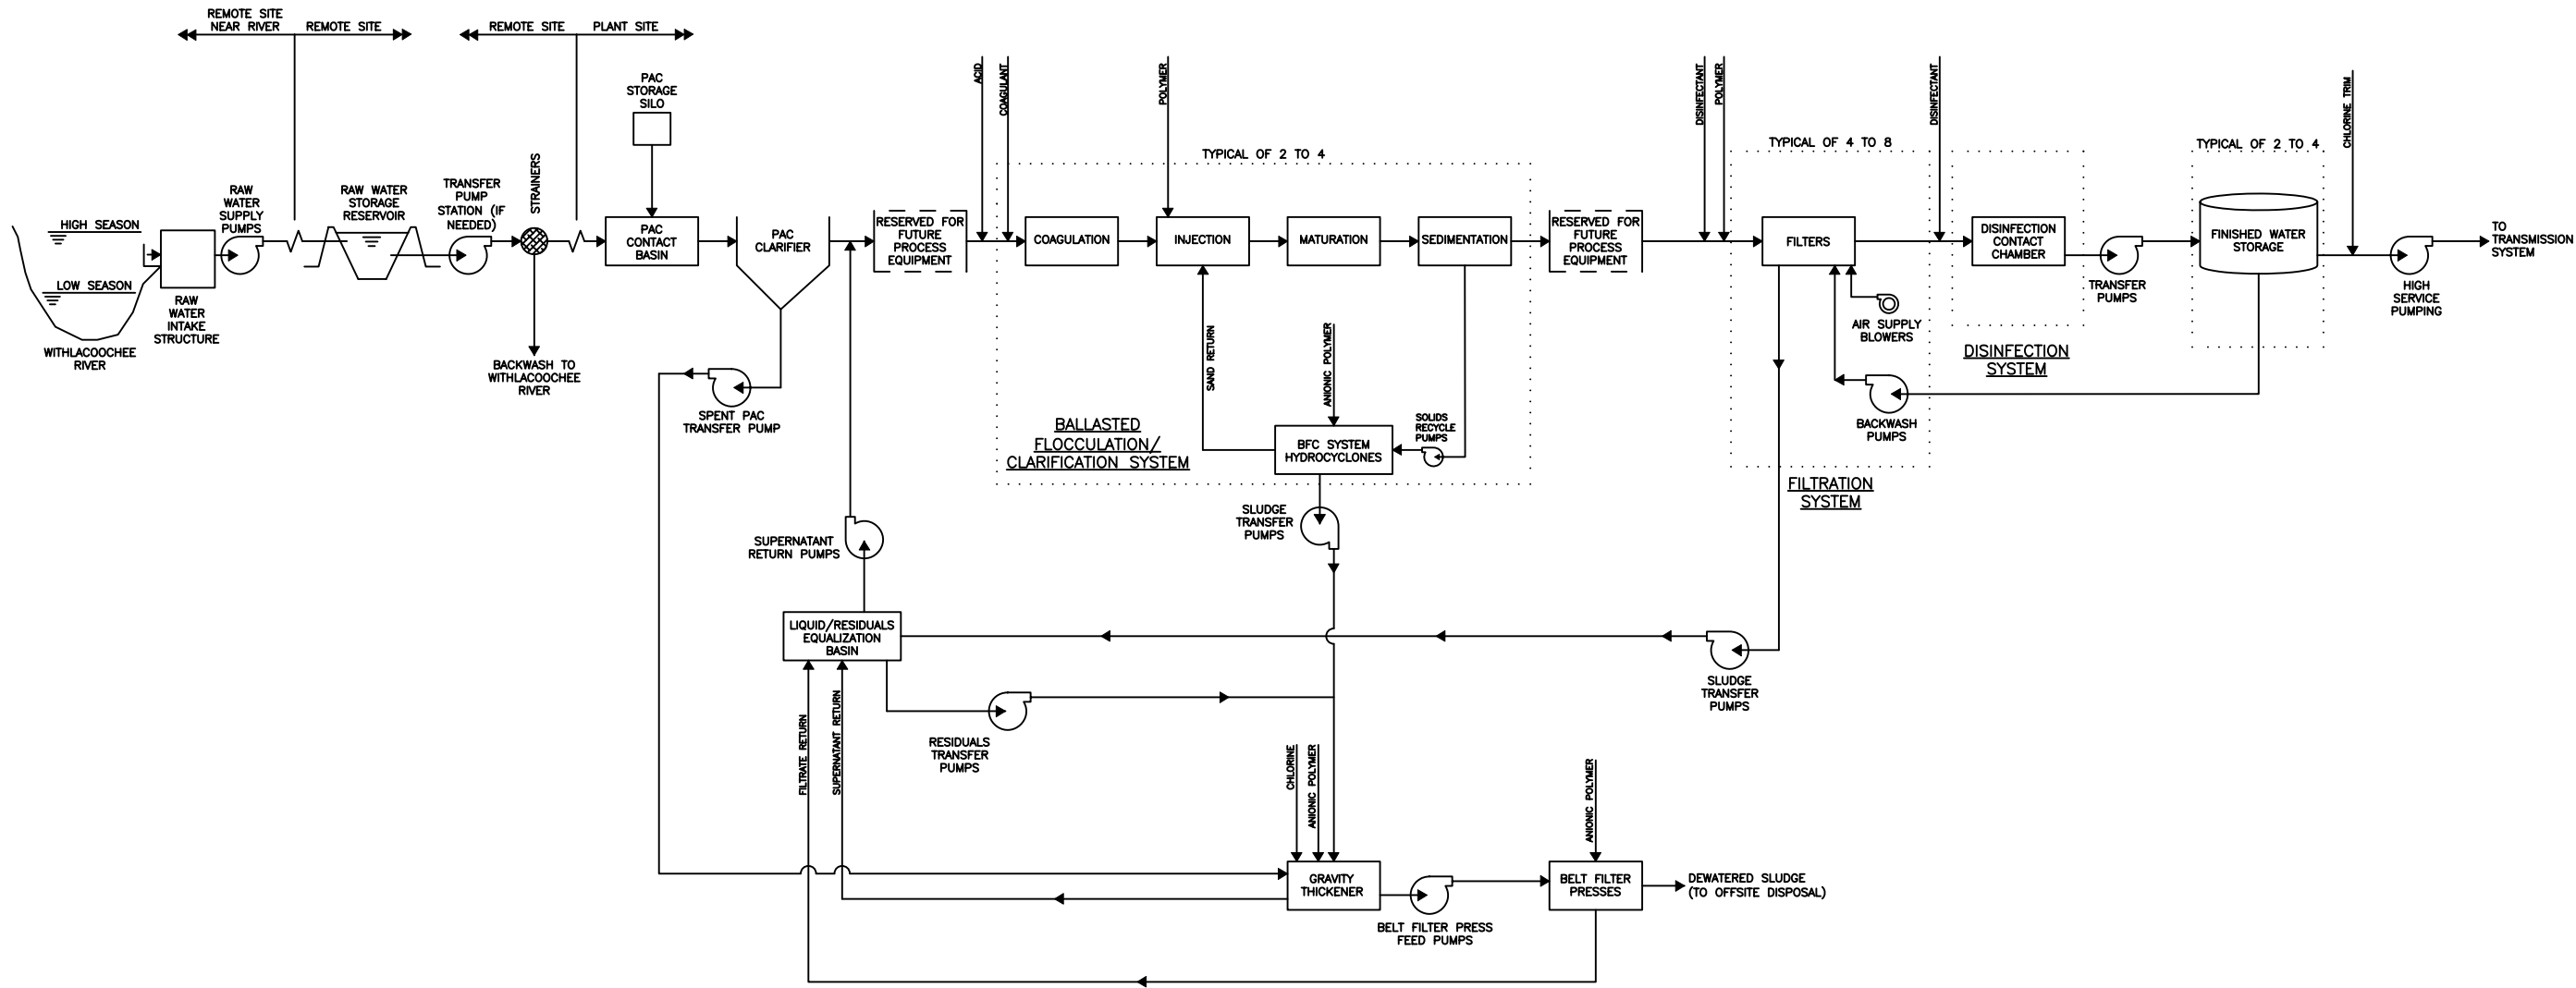 REMOTE SITE
NEAR RIVER
REMOTE SITE
REMOTE SITE
PLANT SITE
PAC
STORAGE
SILO
ACID
COAGULANT
POLYMER
DISINFECTANT
POLYMER
DISINFECTANT
CHLORINE TRIM
TYPICAL OF 2 TO 4
TYPICAL OF 4 TO 8
TYPICAL OF 2 TO 4
HIGH SEASON
LOW SEASON
WITHLACOOCHEE
RIVER
RAW
WATER
INTAKE
STRUCTURE
RAW
WATER
SUPPLY
PUMPS
RAW WATER
STORAGE
RESERVOIR
TRANSFER
PUMP
STATION (IF
NEEDED)
STRAINERS
BACKWASH TO
WITHLACOOCHEE
RIVER
PAC
CONTACT
BASIN
PAC
CLARIFIER
RESERVED FOR
FUTURE
PROCESS
EQUIPMENT
COAGULATION
INJECTION
MATURATION
SEDIMENTATION
RESERVED FOR
FUTURE
PROCESS
EQUIPMENT
FILTERS
DISINFECTION
CONTACT
CHAMBER
TRANSFER
PUMPS
FINISHED WATER
STORAGE
HIGH
SERVICE
PUMPING
TO
TRANSMISSION
SYSTEM
AIR SUPPLY
BLOWERS
DISINFECTION
SYSTEM
BACKWASH
PUMPS
FILTRATION
SYSTEM
SPENT PAC
TRANSFER PUMP
SAND RETURN
ANIONIC POLYMER
SOLIDS
RECYCLE
PUMPS
BFC SYSTEM
HYDROCYCLONES
BALLASTED
FLOCCULATION/
CLARIFICATION SYSTEM
SLUDGE
TRANSFER
PUMPS
SUPERNATANT
RETURN PUMPS
LIQUID/RESIDUALS
EQUALIZATION
BASIN
SLUDGE
TRANSFER
PUMPS
FILTRATE RETURN
SUPERNATANT RETURN
RESIDUALS
TRANSFER
PUMPS
CHLORINE
ANIONIC POLYMER
ANIONIC POLYMER
GRAVITY
THICKENER
BELT FILTER PRESS
FEED PUMPS
BELT FILTER
PRESSES
DEWATERED SLUDGE
(TO OFFSITE DISPOSAL)